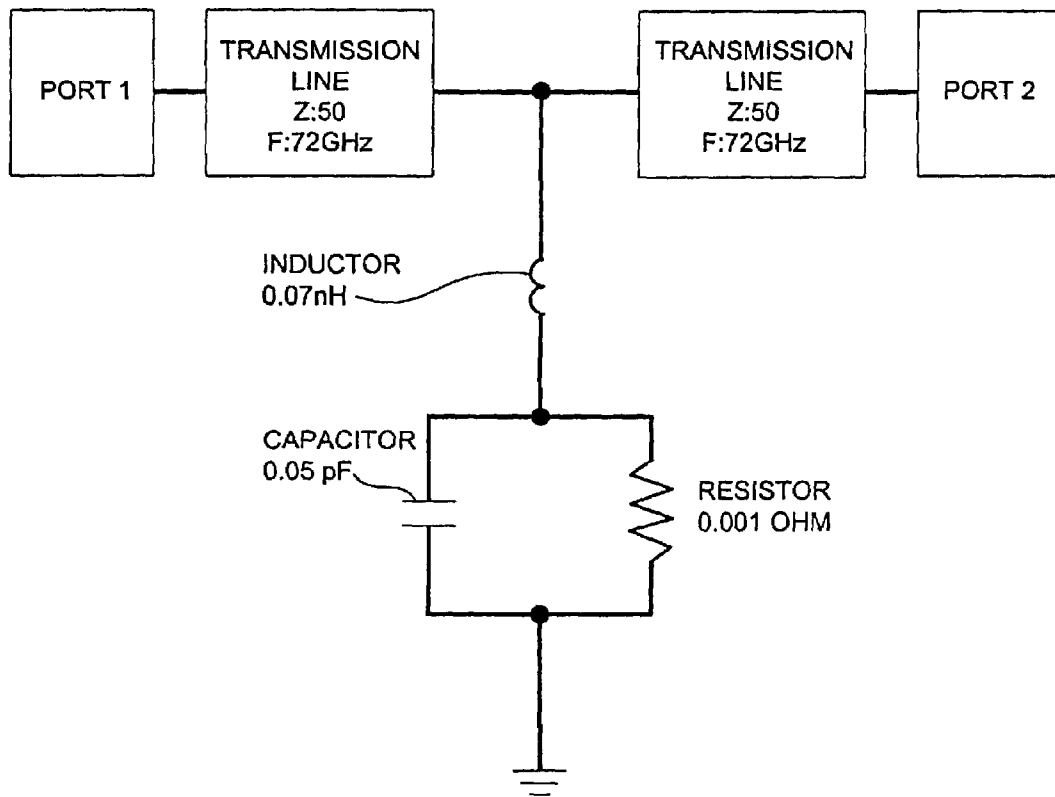 PORT 1
TRANSMISSION
LINE
Z:50
F:72GHz
TRANSMISSION
LINE
Z:50
F:72GHz
PORT 2
INDUCTOR
0.07nH
CAPACITOR
0.05 pF
RESISTOR
0.001 OHM